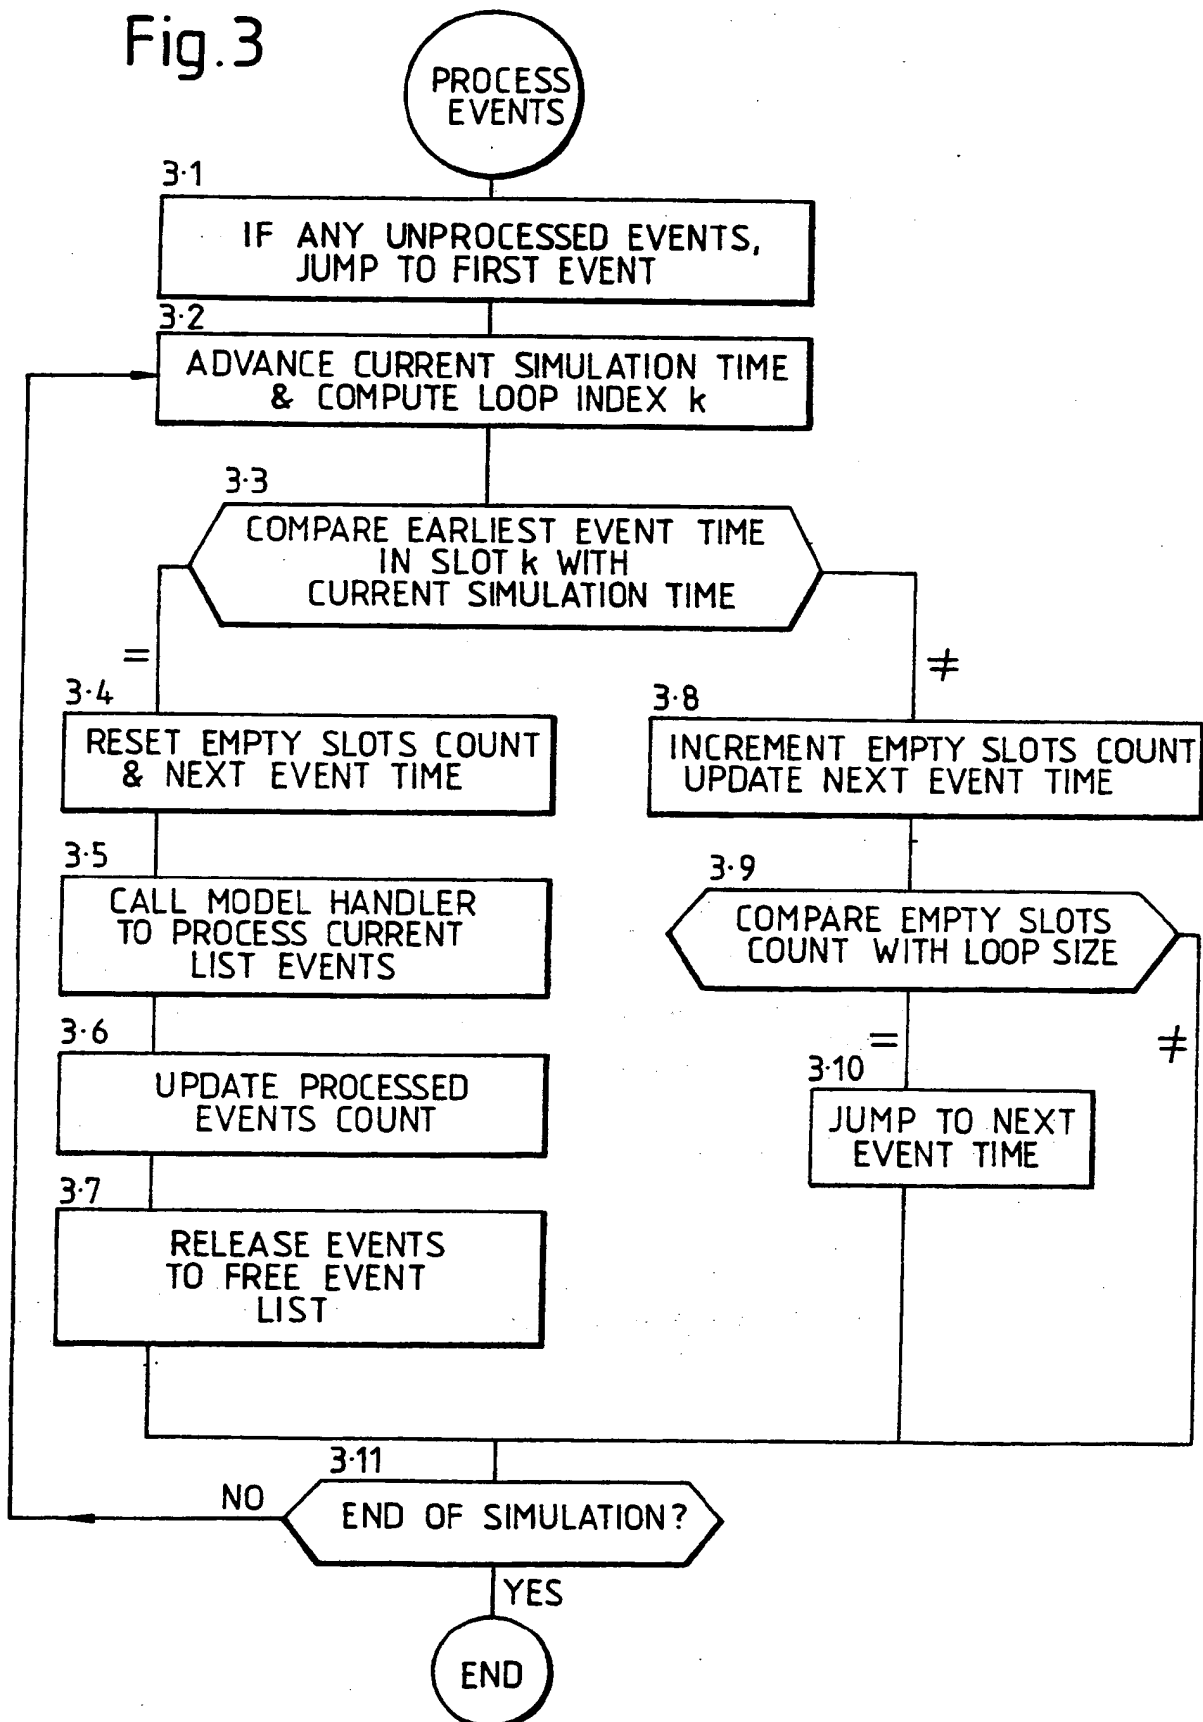 Fig.3
PROCESS
EVENTS
3·1
IF ANY UNPROCESSED EVENTS,
JUMP TO FIRST EVENT
3·2
ADVANCE CURRENT SIMULATION TIME
& COMPUTE LOOP INDEX k
3·3
COMPARE EARLIEST EVENT TIME
IN SLOT k WITH
CURRENT SIMULATION TIME
=
≠
3·4
RESET EMPTY SLOTS COUNT
& NEXT EVENT TIME
3·8
INCREMENT EMPTY SLOTS COUNT
UPDATE NEXT EVENT TIME
3·5
CALL MODEL HANDLER
TO PROCESS CURRENT
LIST EVENTS
3·9
COMPARE EMPTY SLOTS
COUNT WITH LOOP SIZE
=
≠
3·6
UPDATE PROCESSED
EVENTS COUNT
3·10
JUMP TO NEXT
EVENT TIME
3·7
RELEASE EVENTS
TO FREE EVENT
LIST
3·11
END OF SIMULATION?
NO
YES
END